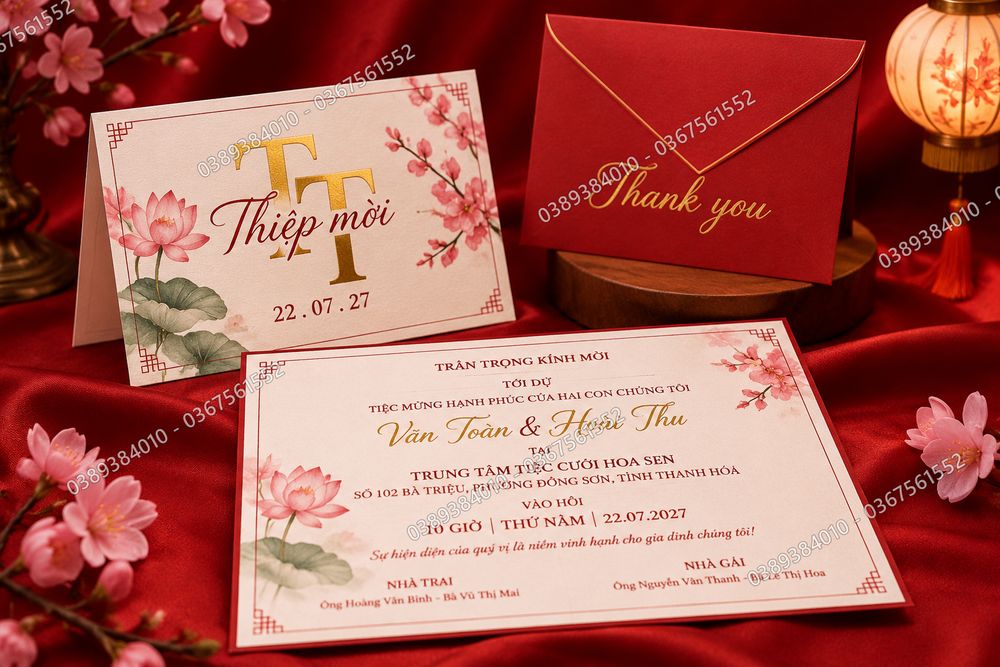 TT
Thiệp mời
22.07.27
Thank you
TRÂN TRỌNG KÍNH MỜI
TỚI DỰ
TIỆC MỪNG HẠNH PHÚC CỦA HAI CON CHÚNG TÔI
Văn Toàn & Hoài Thu
TẠI
TRUNG TÂM TIỆC CƯỚI HOA SEN
SỐ 102 BÀ TRIỆU, PHƯỜNG ĐÔNG SƠN, TỈNH THANH HÓA
VÀO HỒI
10 GIỜ | THỨ NĂM | 22.07.2027
Sự hiện diện của quý vị là niềm vinh hạnh cho gia đình chúng tôi!
NHÀ TRAI
Ông Hoàng Văn Bình - Bà Vũ Thị Mai
NHÀ GÁI
Ông Nguyễn Văn Thanh - Bà Lê Thị Hoa
0367561552
0389384010 - 0367561552
0389384010 - 0367561552
0389384010
0389384010 - 0367561552
0389384010 - 0367561552
0389384010 - 0367561552
0389384010 - 0367561552